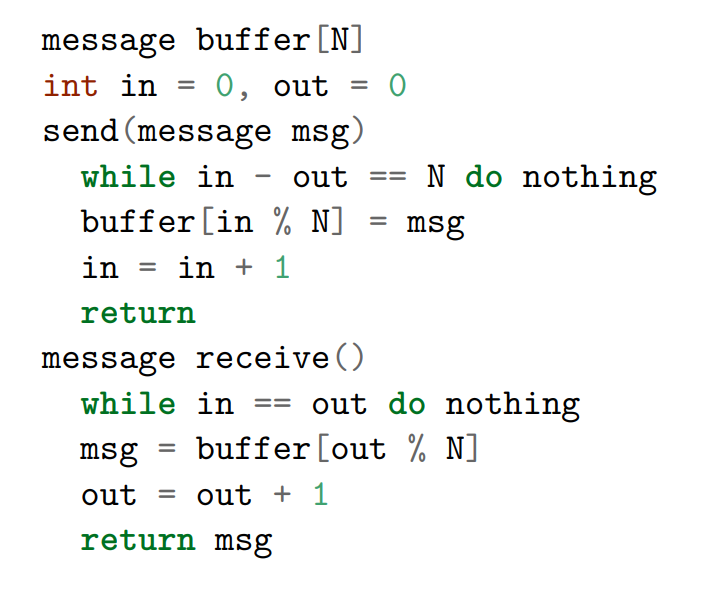 message buffer[N]
int in = 0, out = 0
send(message msg)
  while in - out == N do nothing
  buffer[in % N] = msg
  in = in + 1
  return
message receive()
  while in == out do nothing
  msg = buffer[out % N]
  out = out + 1
  return msg